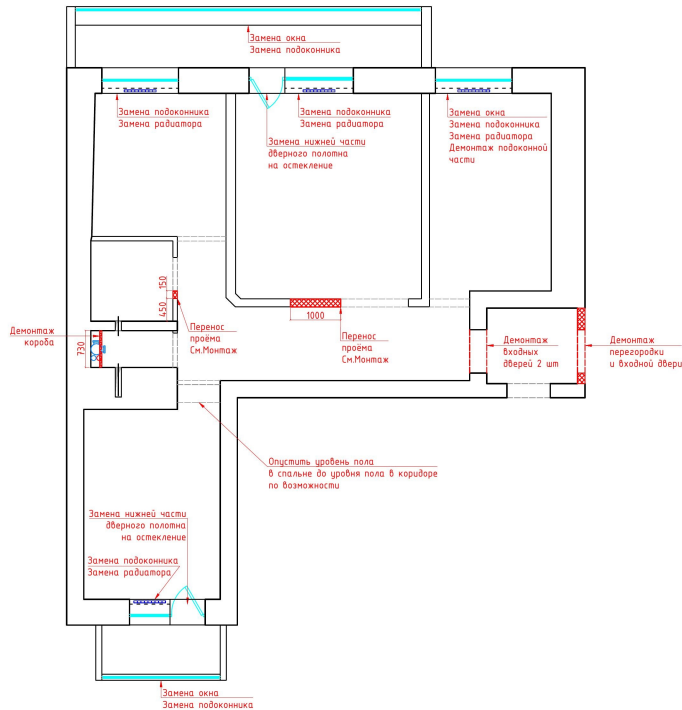 Замена окна
Замена подоконника
Замена подоконника
Замена радиатора
Замена подоконника
Замена радиатора
Замена окна
Замена подоконника
Замена радиатора
Демонтаж подоконной
части
Замена нижней части
дверного полотна
на остекление
150
450
1000
Перенос
проёма
См.Монтаж
Перенос
проёма
См.Монтаж
Демонтаж
короба
730
Демонтаж
входных
дверей 2 шт
Демонтаж
перегородки
и входной двери
Опустить уровень пола
в спальне до уровня пола в коридоре
по возможности
Замена нижней части
дверного полотна
на остекление
Замена подоконника
Замена радиатора
Замена окна
Замена подоконника